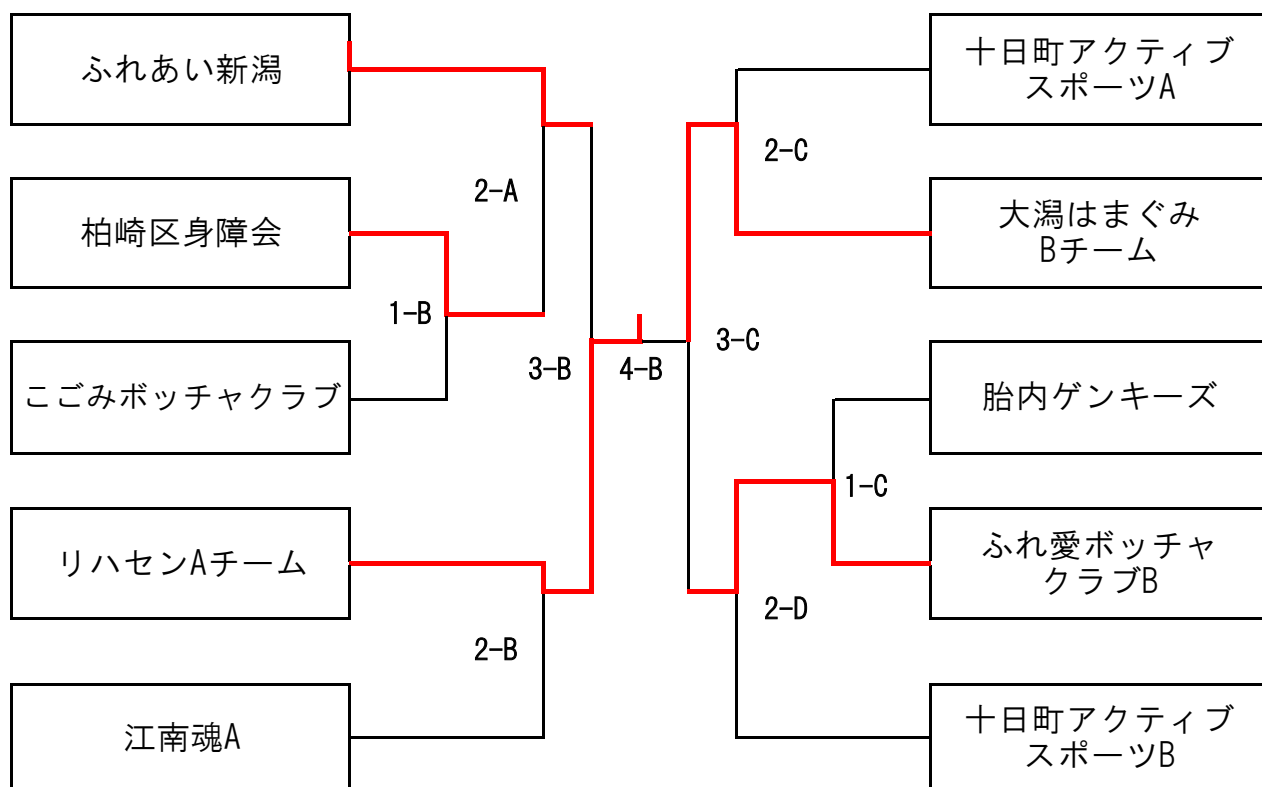 ふれあい新潟
十日町アクティブ
スポーツA
2-C
2-A
柏崎区身障会
大潟はまぐみ
Bチーム
1-B
3-B
4-B
3-C
こごみボッチャクラブ
胎内ゲンキーズ
1-C
リハセンAチーム
ふれ愛ボッチャ
クラブB
2-D
2-B
江南魂A
十日町アクティブ
スポーツB